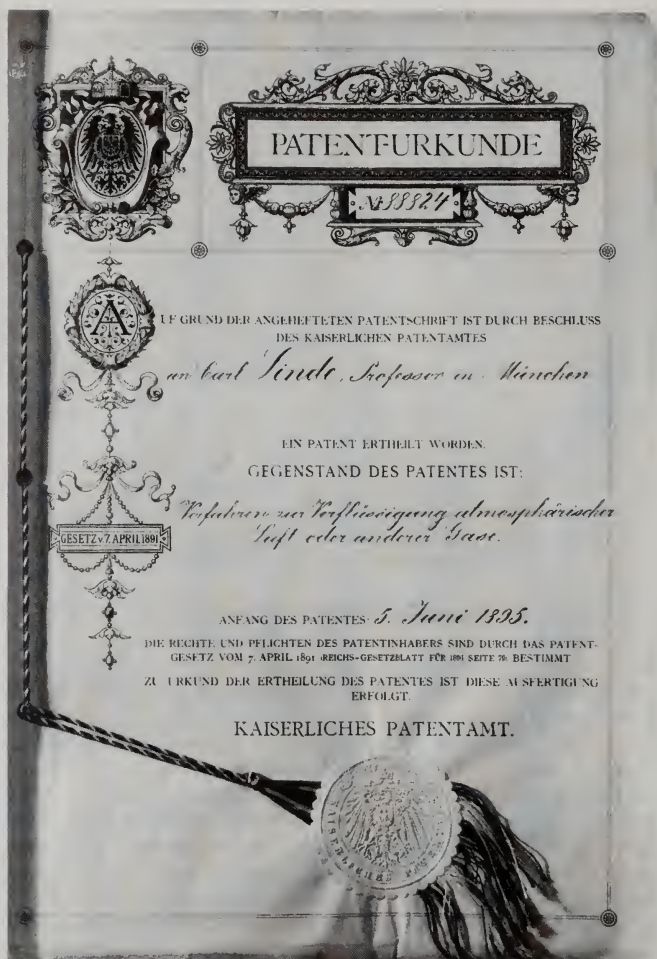 PATENT-URKUNDE
№ 88824
AUF GRUND DER ANGEHEFTETEN PATENTSCHRIFT IST DURCH BESCHLUSS
DES KAISERLICHEN PATENTAMTES
an Carl Linde, Professor in München
EIN PATENT ERTHEILT WORDEN.
GEGENSTAND DES PATENTES IST:
Verfahren zur Verflüssigung atmosphärischer
Luft oder anderer Gase.
GESETZ v. 7. APRIL 1891
ANFANG DES PATENTES 5. Juni 1895.
DIE RECHTE UND PFLICHTEN DES PATENTINHABERS SIND DURCH DAS PATENT-
GESETZ VOM 7. APRIL 1891 (REICHS-GESETZBLATT FÜR 1891 SEITE 79) BESTIMMT
ZU URKUND DER ERTHEILUNG DES PATENTES IST DIESE AUSFERTIGUNG
ERFOLGT.
KAISERLICHES PATENTAMT.